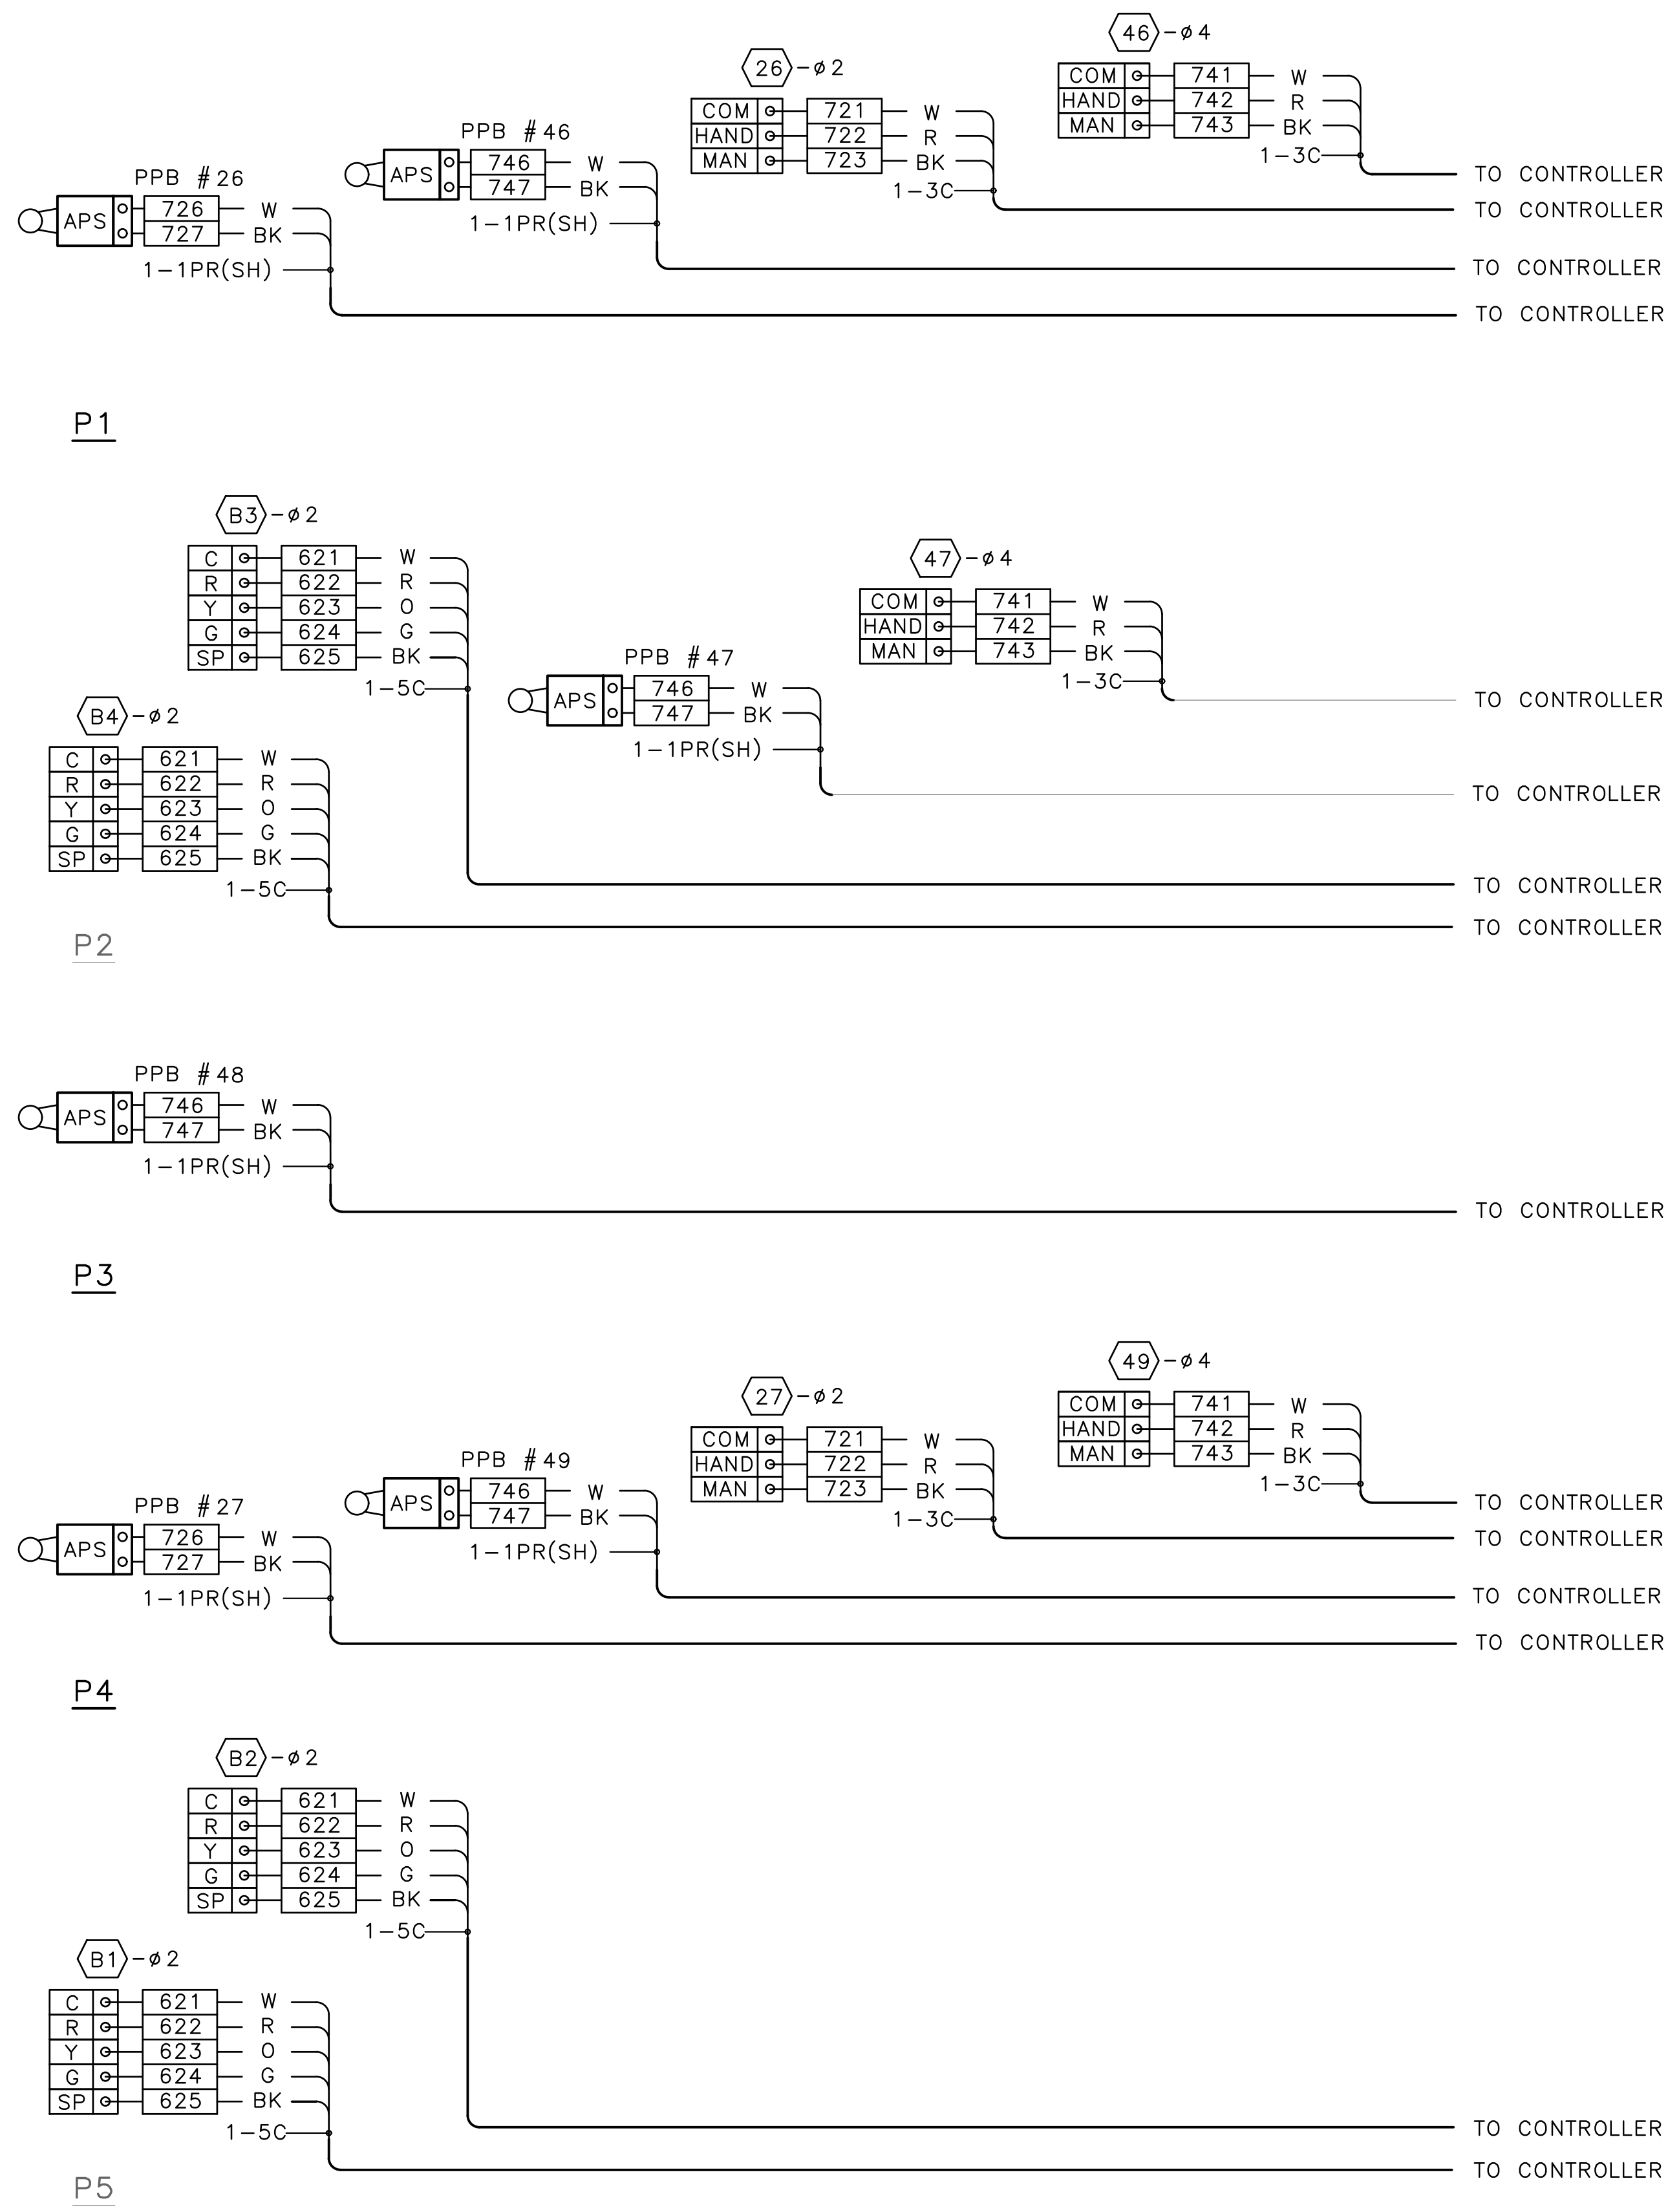 46 -ø4
COM 741 W
HAND 742 R
MAN 743 BK
1-3C
TO CONTROLLER
26 -ø2
COM 721 W
HAND 722 R
MAN 723 BK
1-3C
TO CONTROLLER
PPB #46
APS
746 W
747 BK
1-1PR(SH)
TO CONTROLLER
PPB #26
APS
726 W
727 BK
1-1PR(SH)
TO CONTROLLER
P1
B3 -ø2
C 621 W
R 622 R
Y 623 O
G 624 G
SP 625 BK
1-5C
47 -ø4
COM 741 W
HAND 742 R
MAN 743 BK
1-3C
TO CONTROLLER
PPB #47
APS
746 W
747 BK
1-1PR(SH)
TO CONTROLLER
B4 -ø2
C 621 W
R 622 R
Y 623 O
G 624 G
SP 625 BK
1-5C
TO CONTROLLER
TO CONTROLLER
P2
PPB #48
APS
746 W
747 BK
1-1PR(SH)
TO CONTROLLER
P3
49 -ø4
COM 741 W
HAND 742 R
MAN 743 BK
1-3C
TO CONTROLLER
27 -ø2
COM 721 W
HAND 722 R
MAN 723 BK
1-3C
TO CONTROLLER
PPB #49
APS
746 W
747 BK
1-1PR(SH)
TO CONTROLLER
PPB #27
APS
726 W
727 BK
1-1PR(SH)
TO CONTROLLER
P4
B2 -ø2
C 621 W
R 622 R
Y 623 O
G 624 G
SP 625 BK
1-5C
B1 -ø2
C 621 W
R 622 R
Y 623 O
G 624 G
SP 625 BK
1-5C
TO CONTROLLER
TO CONTROLLER
P5